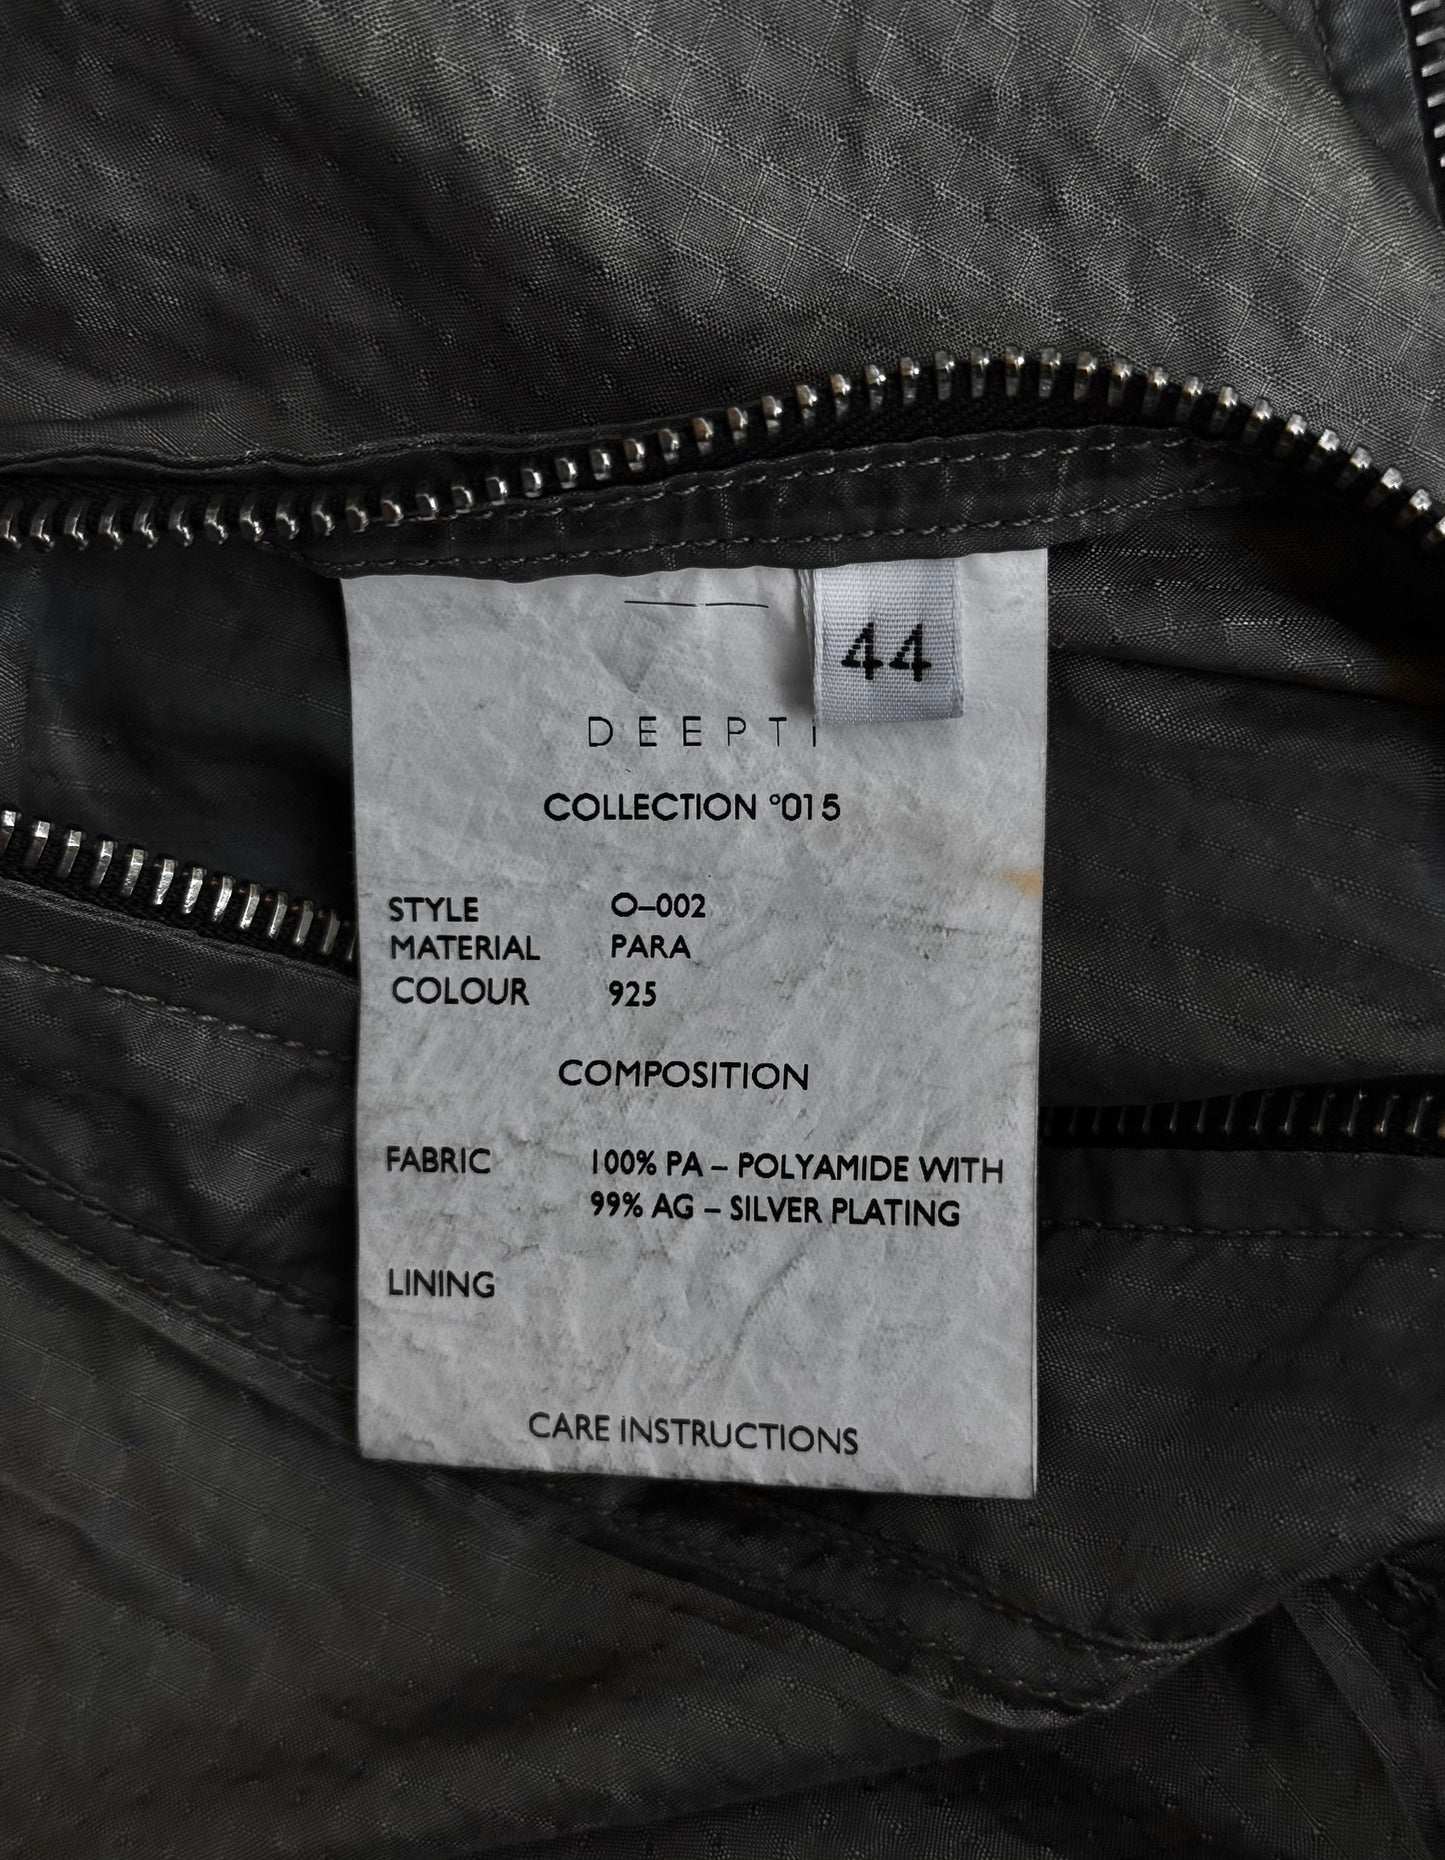 44
DEEPTI
COLLECTION °015
STYLE O–002
MATERIAL PARA
COLOUR 925
COMPOSITION
FABRIC 100% PA – POLYAMIDE WITH
99% AG – SILVER PLATING
LINING
CARE INSTRUCTIONS